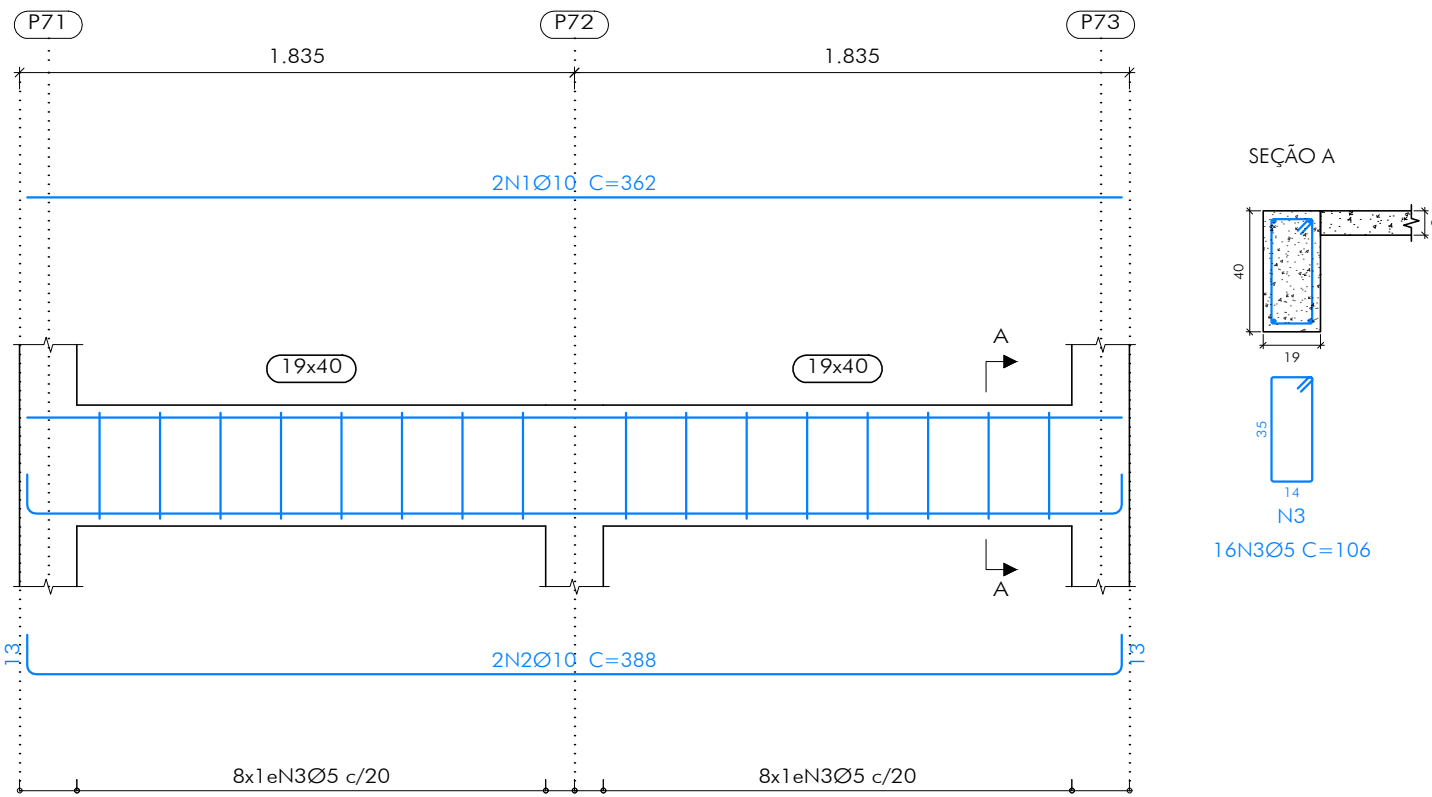 P71 P72 P73
1.835 1.835
SEÇÃO A
2N1Ø10 C=362
40
19
A
19x40 19x40
35
14
N3
16N3Ø5 C=106
A
13 2N2Ø10 C=388 13
8x1eN3Ø5 c/20 8x1eN3Ø5 c/20